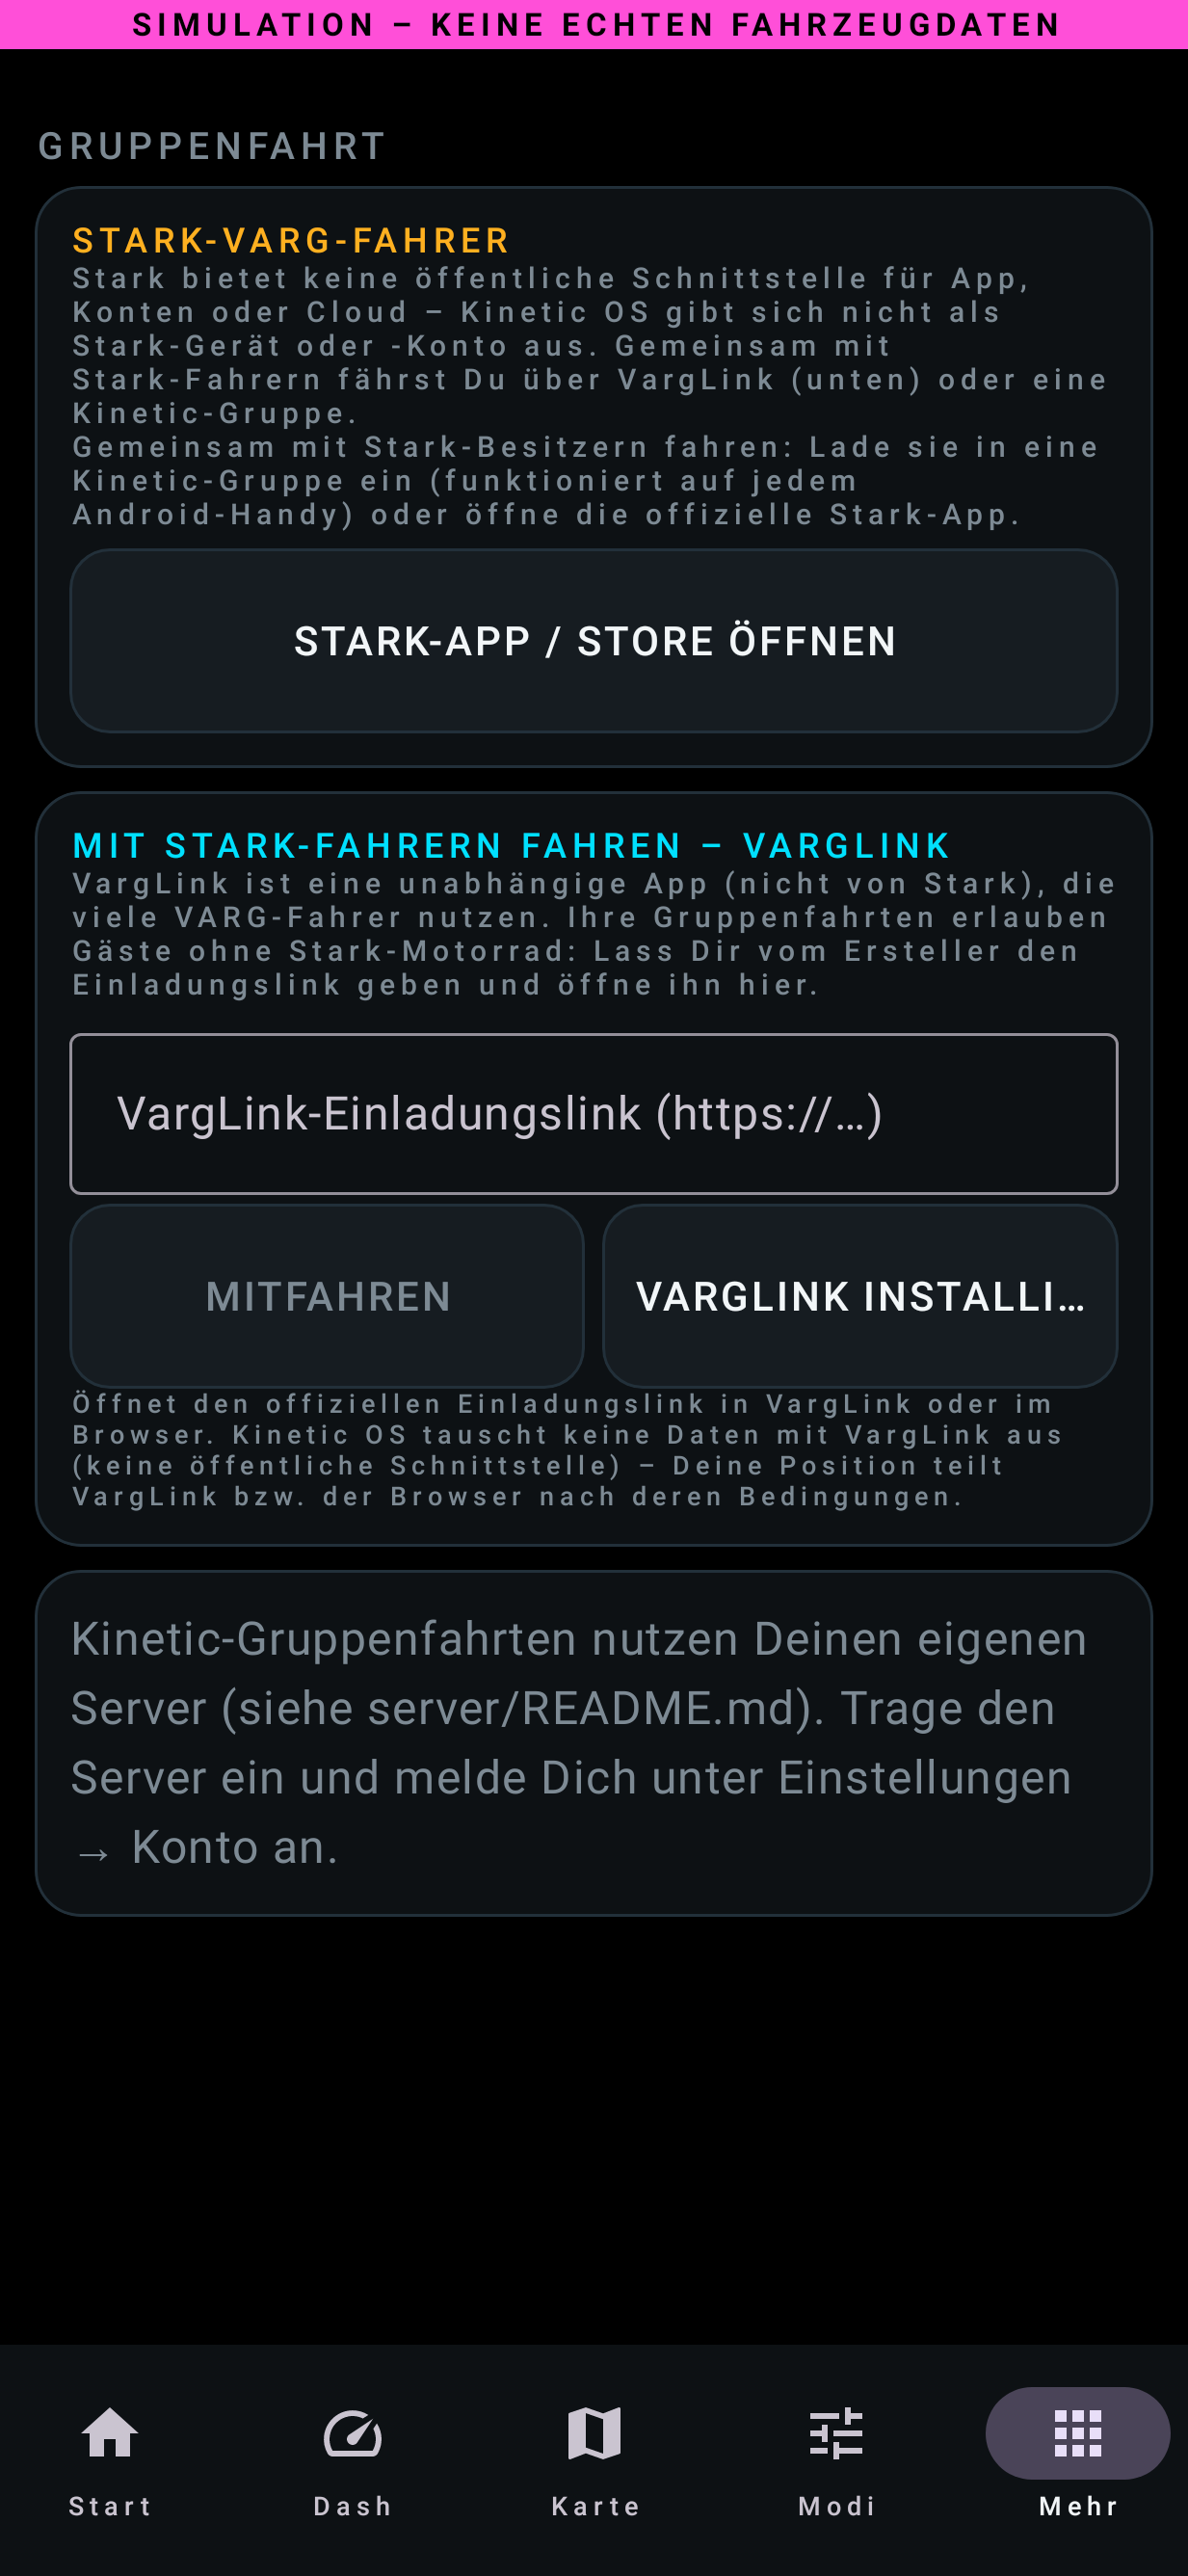 SIMULATION – KEINE ECHTEN FAHRZEUGDATEN
GRUPPENFAHRT
STARK-VARG-FAHRER
Stark bietet keine öffentliche Schnittstelle für App,
Konten oder Cloud – Kinetic OS gibt sich nicht als
Stark-Gerät oder -Konto aus. Gemeinsam mit
Stark-Fahrern fährst Du über VargLink (unten) oder eine
Kinetic-Gruppe.
Gemeinsam mit Stark-Besitzern fahren: Lade sie in eine
Kinetic-Gruppe ein (funktioniert auf jedem
Android-Handy) oder öffne die offizielle Stark-App.
STARK-APP / STORE ÖFFNEN
MIT STARK-FAHRERN FAHREN – VARGLINK
VargLink ist eine unabhängige App (nicht von Stark), die
viele VARG-Fahrer nutzen. Ihre Gruppenfahrten erlauben
Gäste ohne Stark-Motorrad: Lass Dir vom Ersteller den
Einladungslink geben und öffne ihn hier.
VargLink-Einladungslink (https://…)
MITFAHREN
VARGLINK INSTALLI…
Öffnet den offiziellen Einladungslink in VargLink oder im
Browser. Kinetic OS tauscht keine Daten mit VargLink aus
(keine öffentliche Schnittstelle) – Deine Position teilt
VargLink bzw. der Browser nach deren Bedingungen.
Kinetic-Gruppenfahrten nutzen Deinen eigenen
Server (siehe server/README.md). Trage den
Server ein und melde Dich unter Einstellungen
→ Konto an.
Start
Dash
Karte
Modi
Mehr